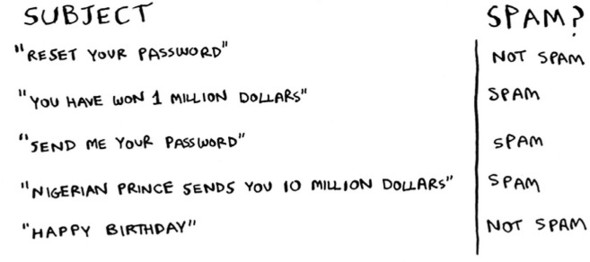 SUBJECT SPAM?
"RESET YOUR PASSWORD" NOT SPAM
"YOU HAVE WON 1 MILLION DOLLARS" SPAM
"SEND ME YOUR PASSWORD" SPAM
"NIGERIAN PRINCE SENDS YOU 10 MILLION DOLLARS" SPAM
"HAPPY BIRTHDAY" NOT SPAM